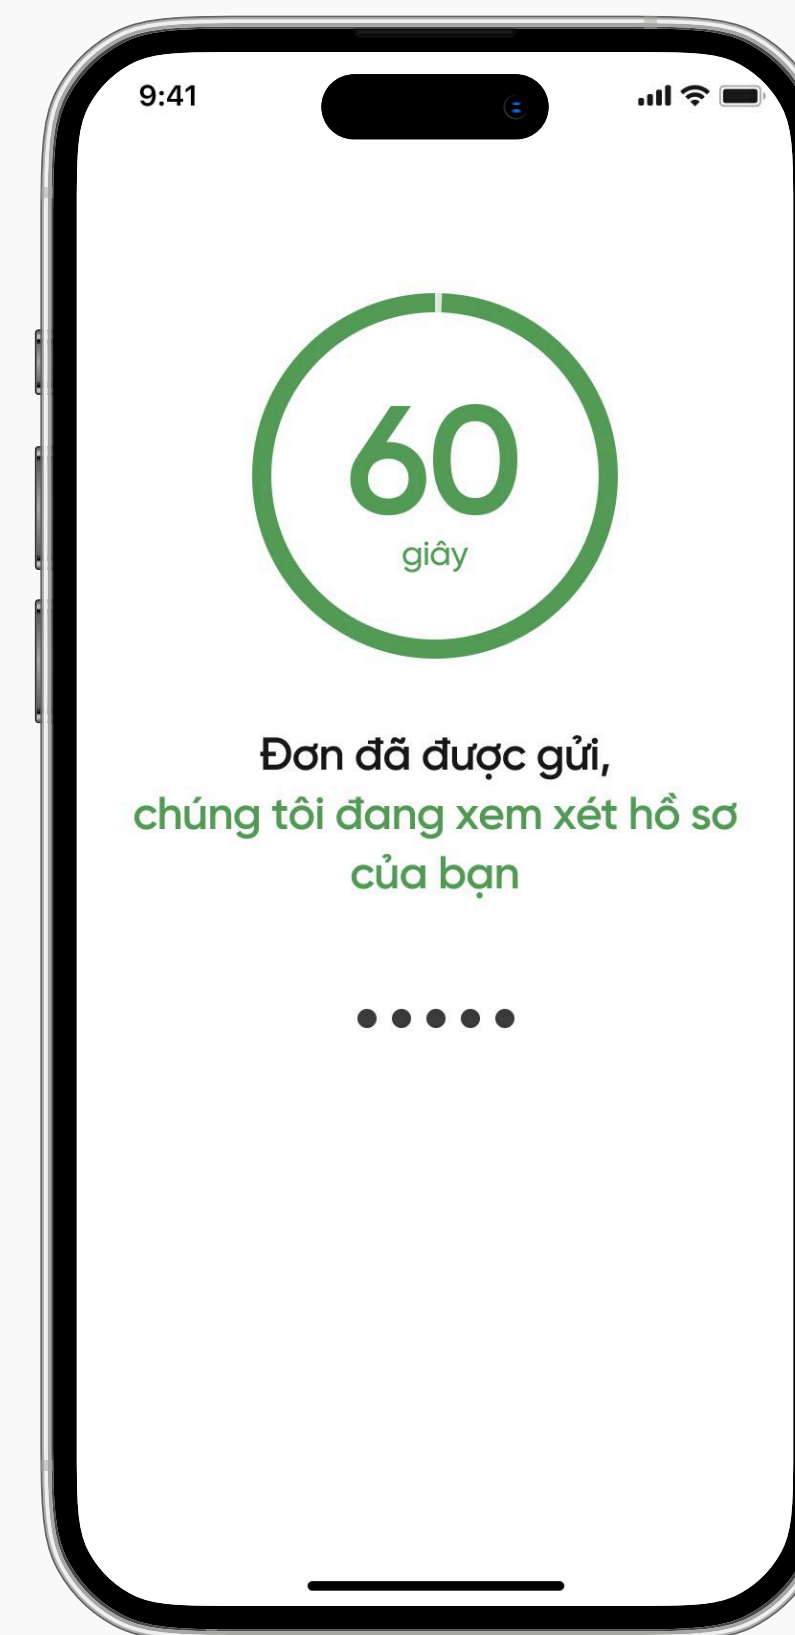 9:41
60
giây
Đơn đã được gửi,
chúng tôi đang xem xét hồ sơ
của bạn